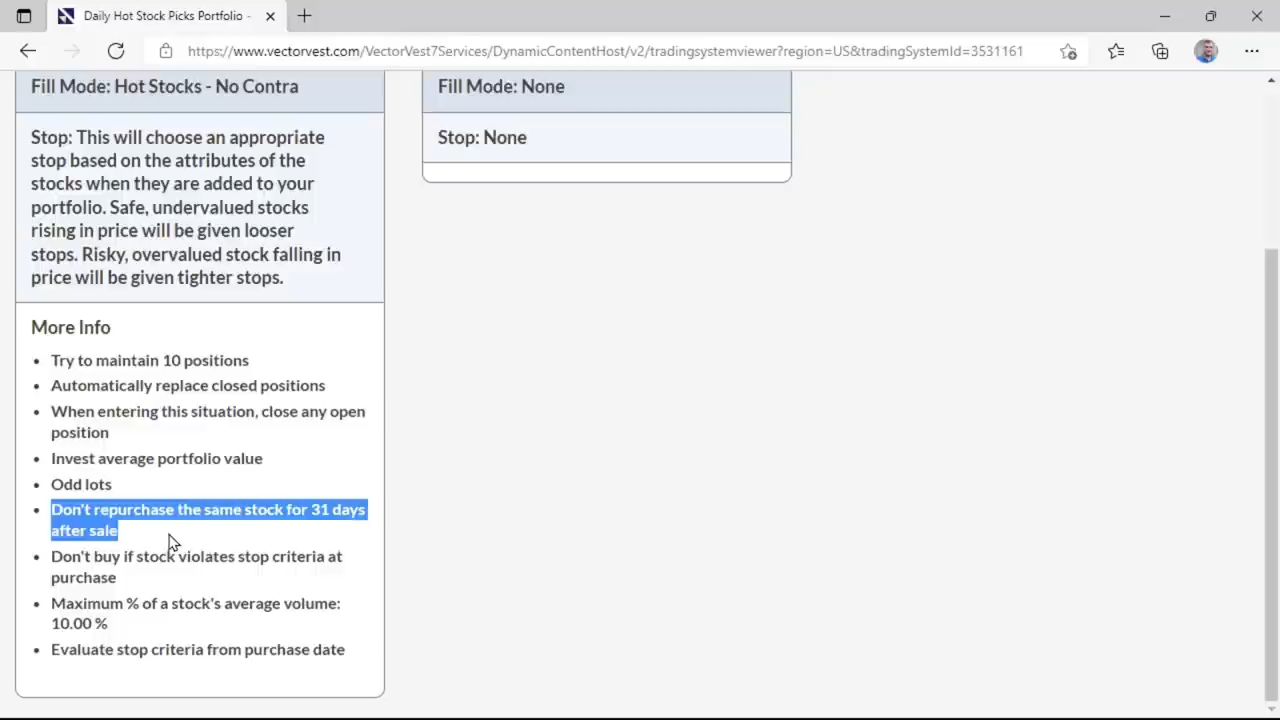 Daily Hot Stock Picks Portfolio -
https://www.vectorvest.com/VectorVest7Services/DynamicContentHost/v2/tradingsystemviewer?region=US&tradingSystemId=3531161
Fill Mode: Hot Stocks - No Contra
Stop: This will choose an appropriate
stop based on the attributes of the
stocks when they are added to your
portfolio. Safe, undervalued stocks
rising in price will be given looser
stops. Risky, overvalued stock falling in
price will be given tighter stops.
More Info
• Try to maintain 10 positions
• Automatically replace closed positions
• When entering this situation, close any open
position
• Invest average portfolio value
• Odd lots
• Don't repurchase the same stock for 31 days
after sale
• Don't buy if stock violates stop criteria at
purchase
• Maximum % of a stock's average volume:
10.00 %
• Evaluate stop criteria from purchase date
Fill Mode: None
Stop: None